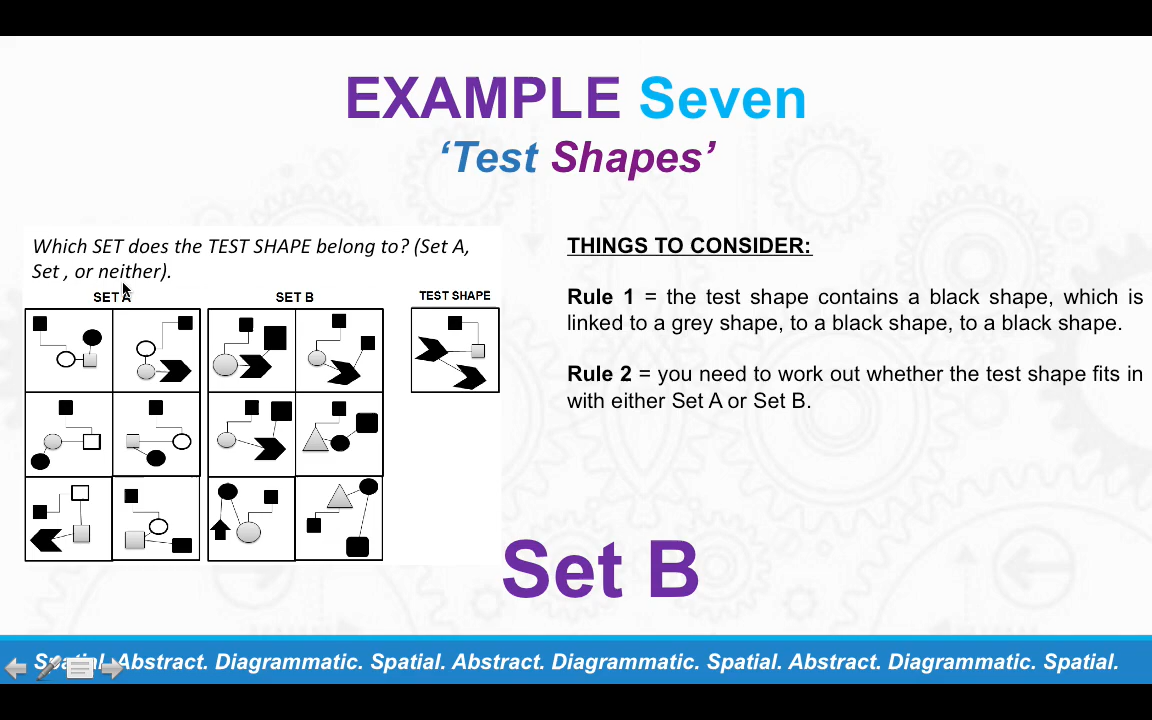 EXAMPLE Seven
‘Test Shapes’
Which SET does the TEST SHAPE belong to? (Set A,
Set , or neither).
SET A
SET B
TEST SHAPE
THINGS TO CONSIDER:
Rule 1 = the test shape contains a black shape, which is
linked to a grey shape, to a black shape, to a black shape.
Rule 2 = you need to work out whether the test shape fits in
with either Set A or Set B.
Set B
Spatial. Abstract. Diagrammatic. Spatial. Abstract. Diagrammatic. Spatial. Abstract. Diagrammatic. Spatial.